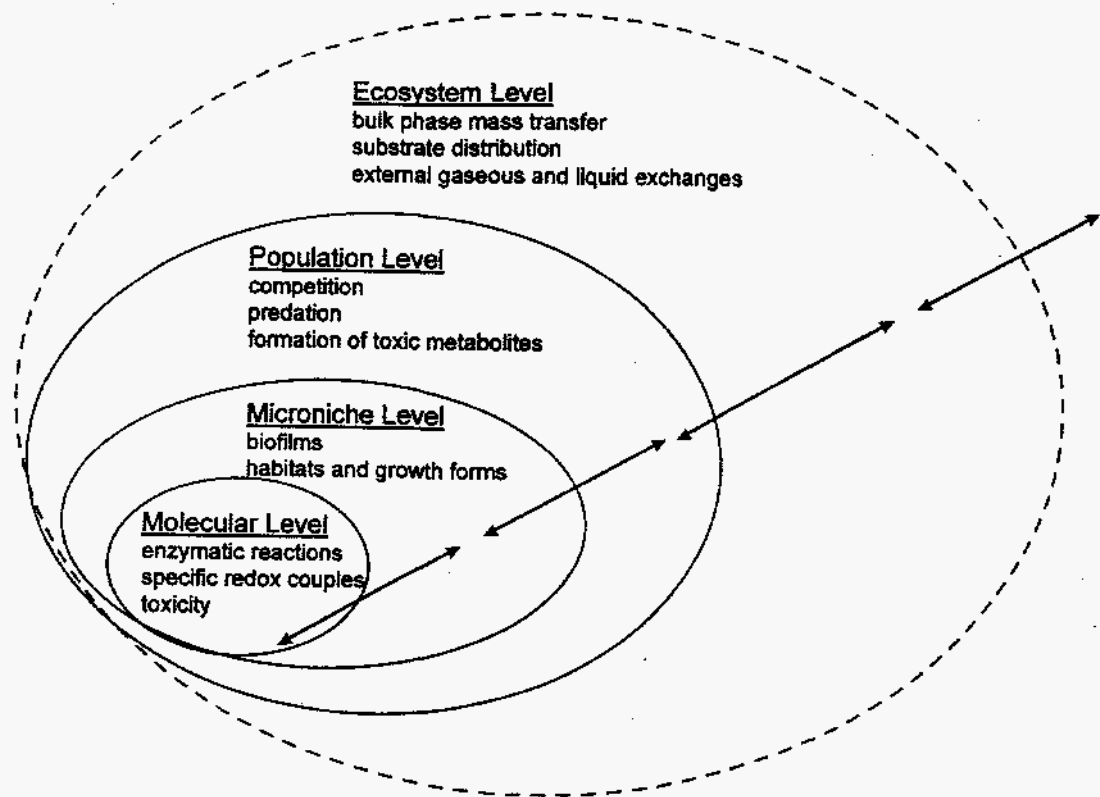 Ecosystem Level
bulk phase mass transfer
substrate distribution
external gaseous and liquid exchanges
Population Level
competition
predation
formation of toxic metabolites
Microniche Level
biofilms
habitats and growth forms
Molecular Level
enzymatic reactions
specific redox couples
toxicity